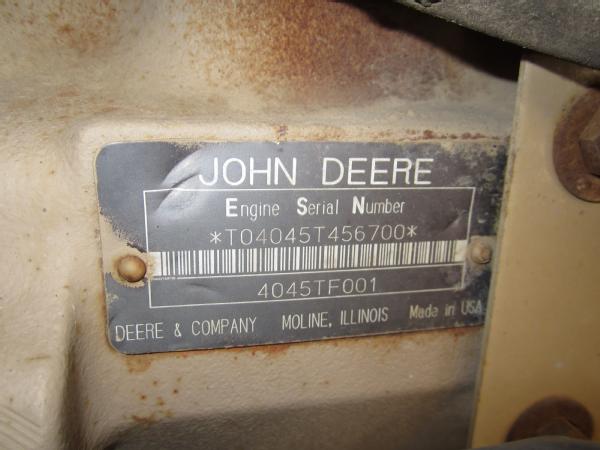 JOHN DEERE
Engine Serial Number
*T04045T456700*
4045TF001
DEERE & COMPANY MOLINE, ILLINOIS Made in USA